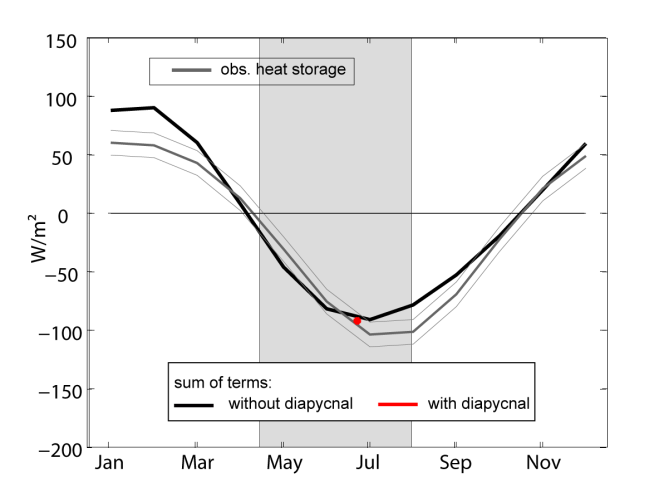 150
obs. heat storage
100
50
0
W/m²
−50
−100
−150
−200
sum of terms:
without diapycnal with diapycnal
Jan Mar May Jul Sep Nov